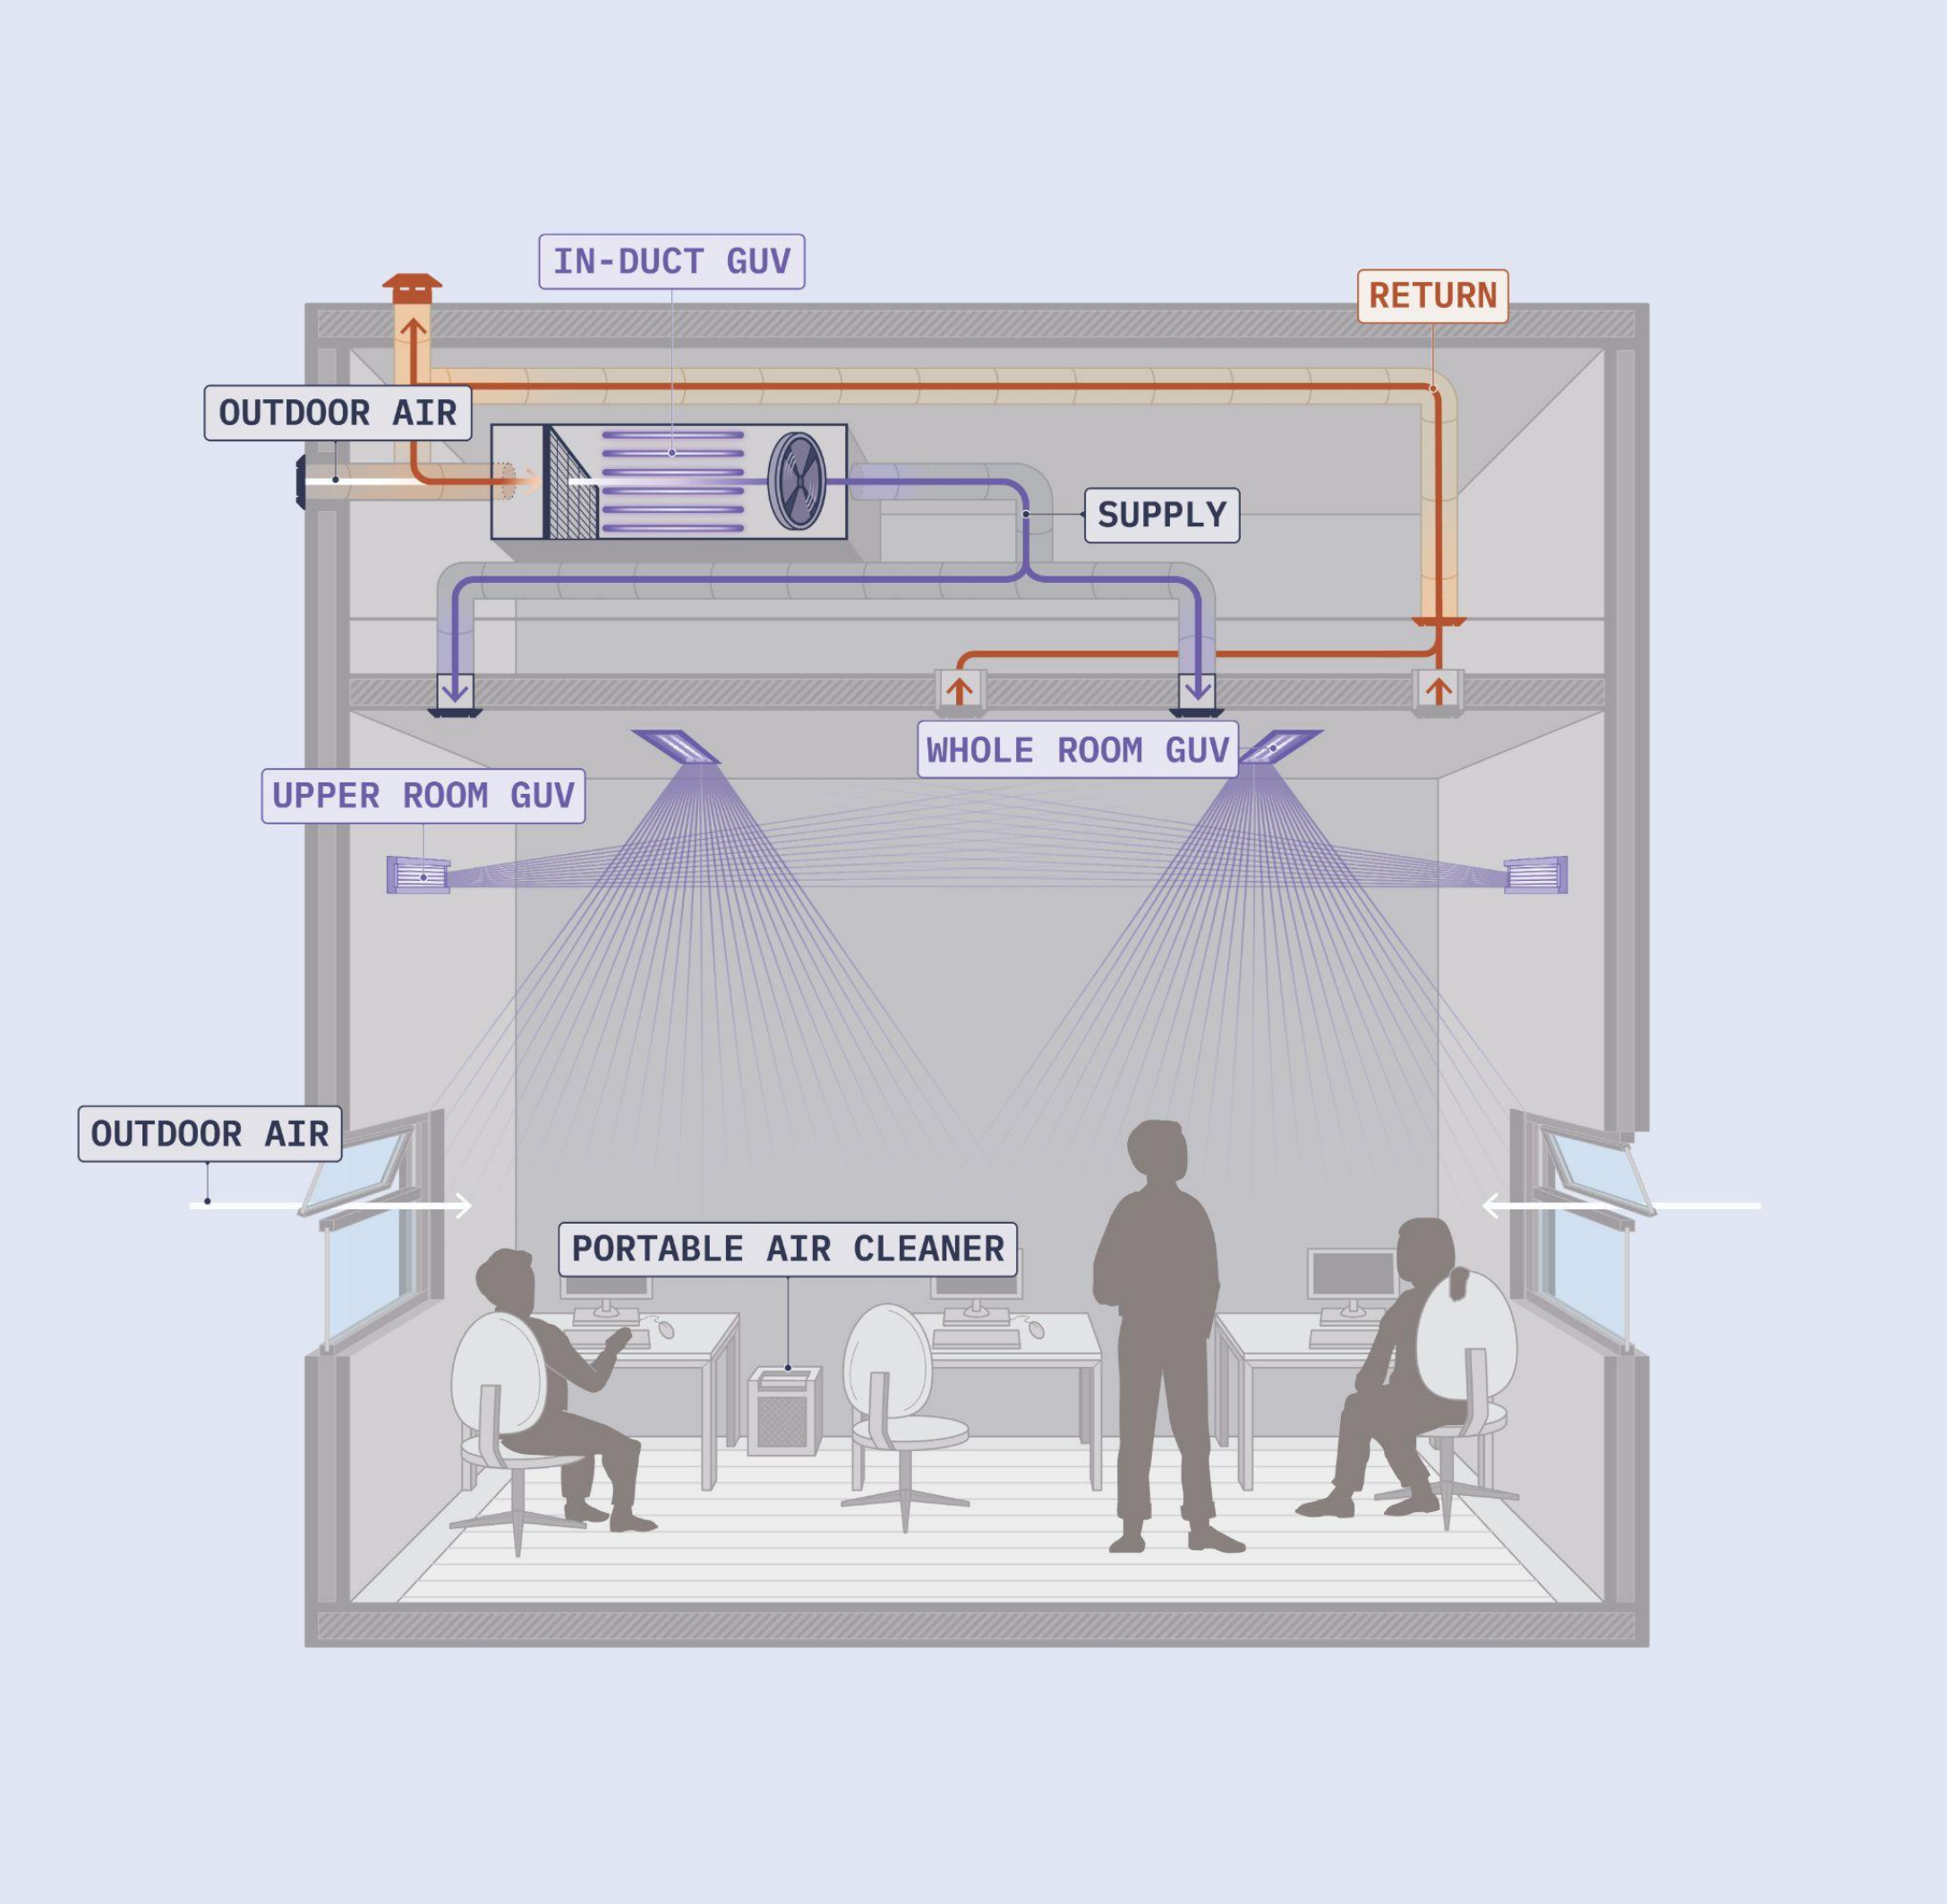 IN-DUCT GUV
RETURN
OUTDOOR AIR
SUPPLY
WHOLE ROOM GUV
UPPER ROOM GUV
OUTDOOR AIR
PORTABLE AIR CLEANER